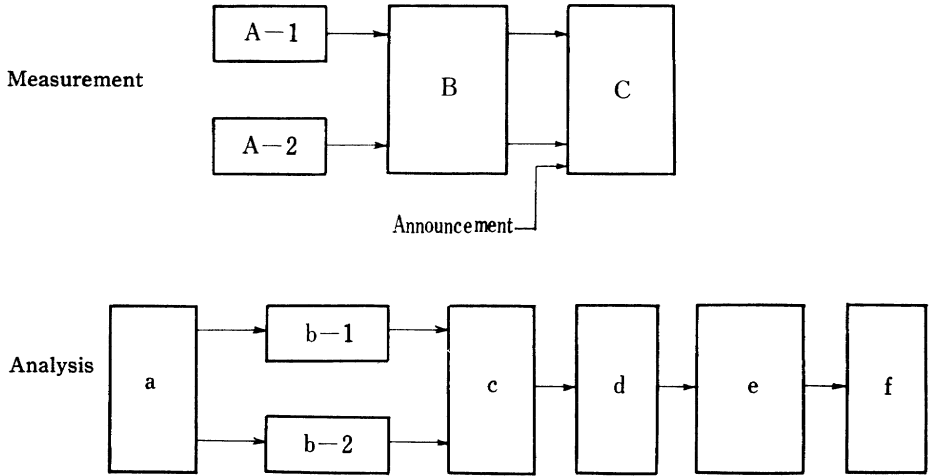 A-1
Measurement
B
C
A-2
Announcement
b-1
Analysis
a
c
d
e
f
b-2